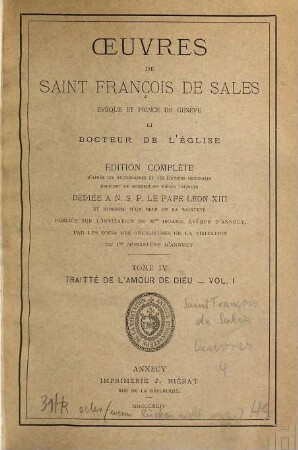 ŒUVRES
DE
SAINT FRANÇOIS DE SALES
ÉVÊQUE ET PRINCE DE GENÈVE
ET
DOCTEUR DE L'ÉGLISE
ÉDITION COMPLÈTE
D'APRÈS LES AUTOGRAPHES ET LES ÉDITIONS ORIGINALES
ENRICHIE DE NOMBREUSES PIÈCES INÉDITES
DÉDIÉE A N. S. P. LE PAPE LÉON XIII
ET HONORÉE D'UN BREF DE SA SAINTETÉ
PUBLIÉE SUR L'INVITATION DE Mgr ISOARD, ÉVÊQUE D'ANNECY,
PAR LES SOINS DES RELIGIEUSES DE LA VISITATION
DU 1er MONASTÈRE D'ANNECY
TOME IV
TRAITTÉ DE L'AMOUR DE DIEU — VOL. I
Saint François
de Sales
Œuvres
4
ANNECY
IMPRIMERIE J. NIÉRAT
RUE DE LA RÉPUBLIQUE
MDCCCXCIV